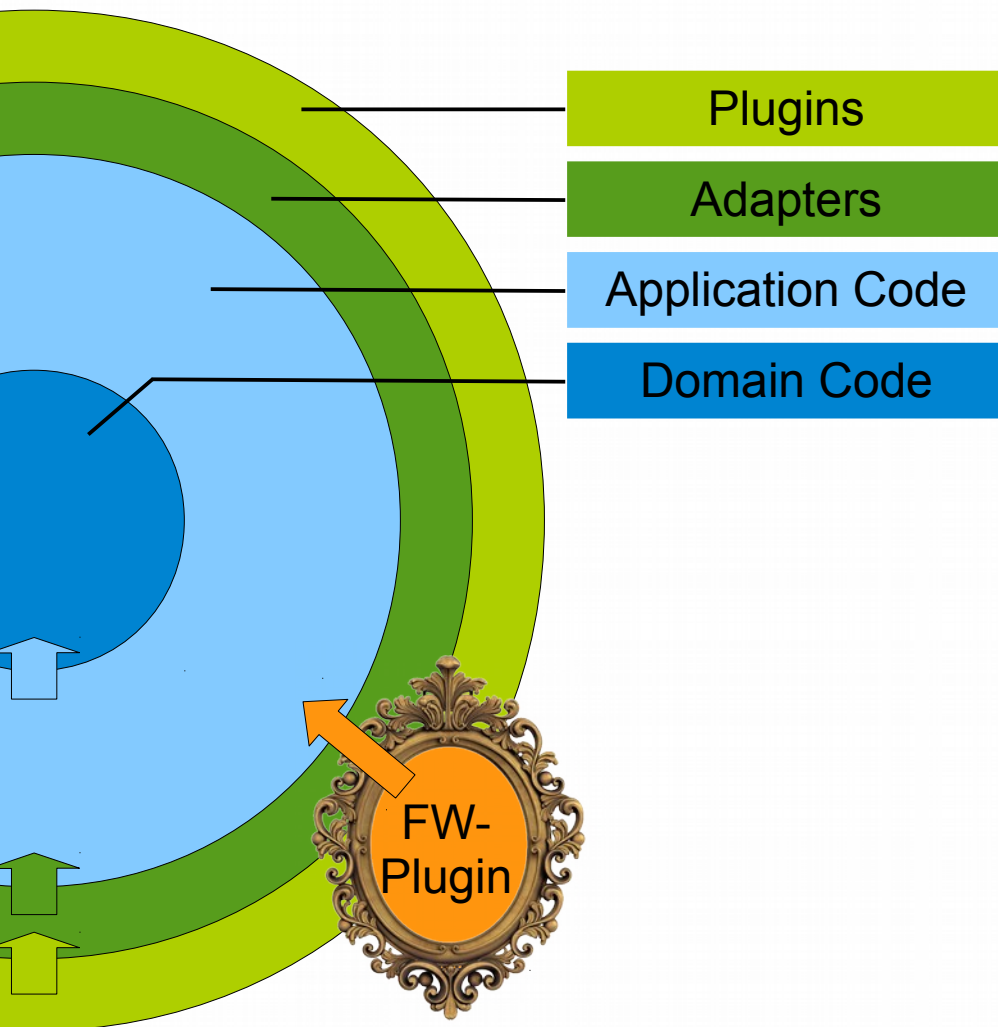 Plugins
Adapters
Application Code
Domain Code
FW-
Plugin